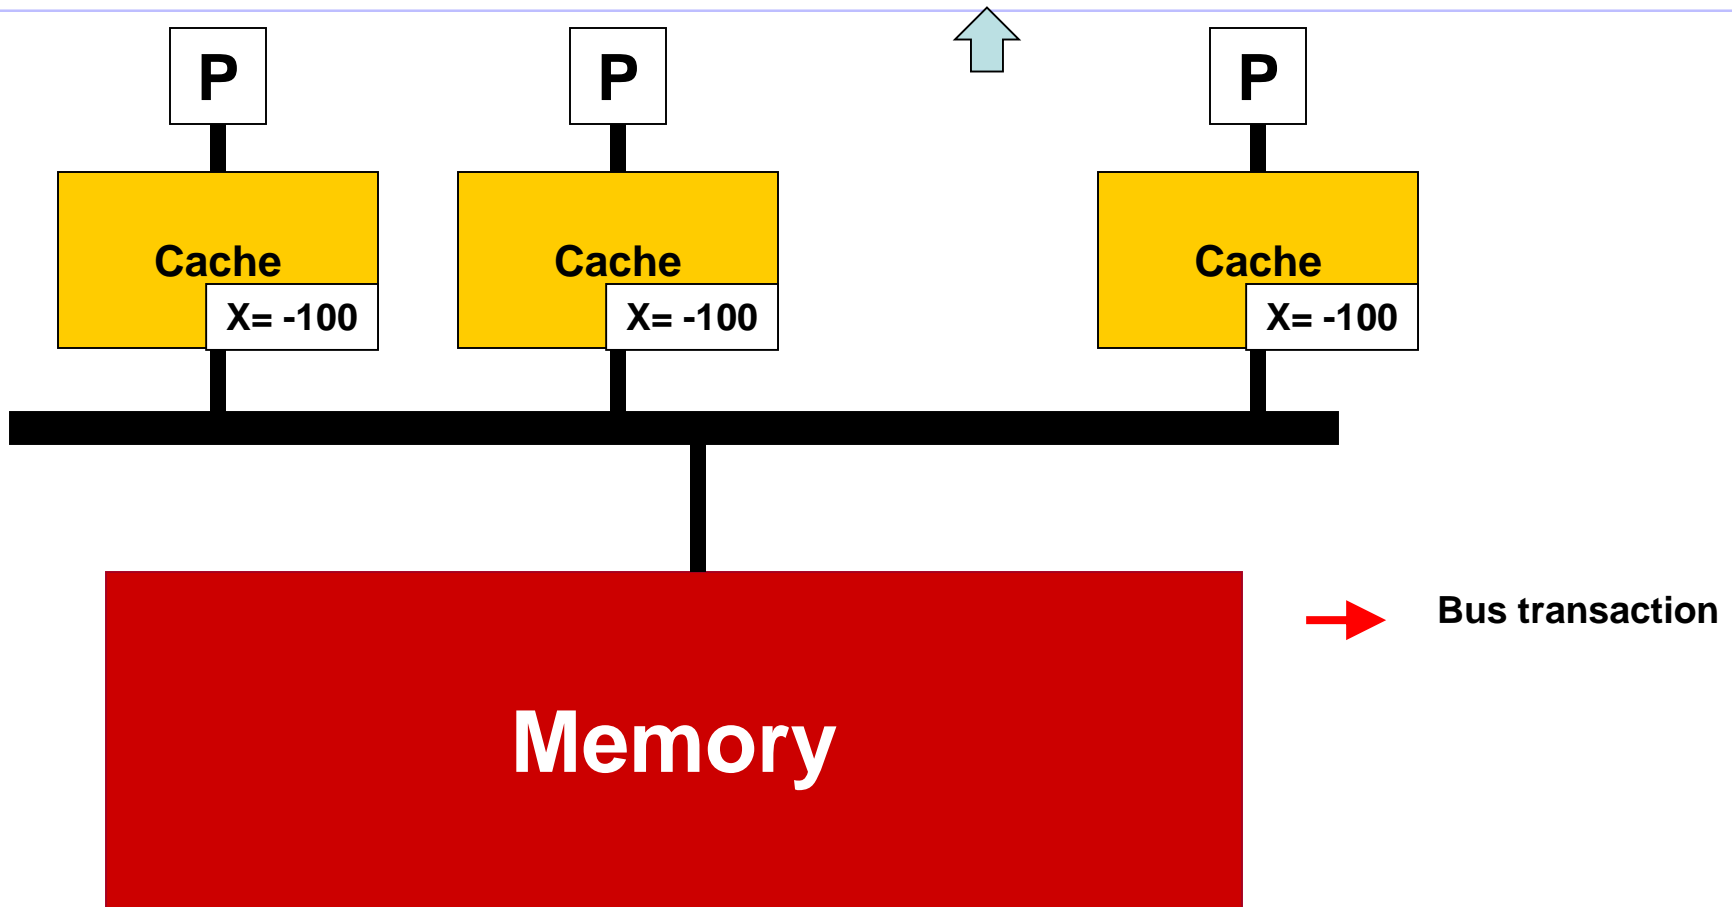 P
P
P
Cache
Cache
Cache
X= -100
X= -100
X= -100
Bus transaction
Memory